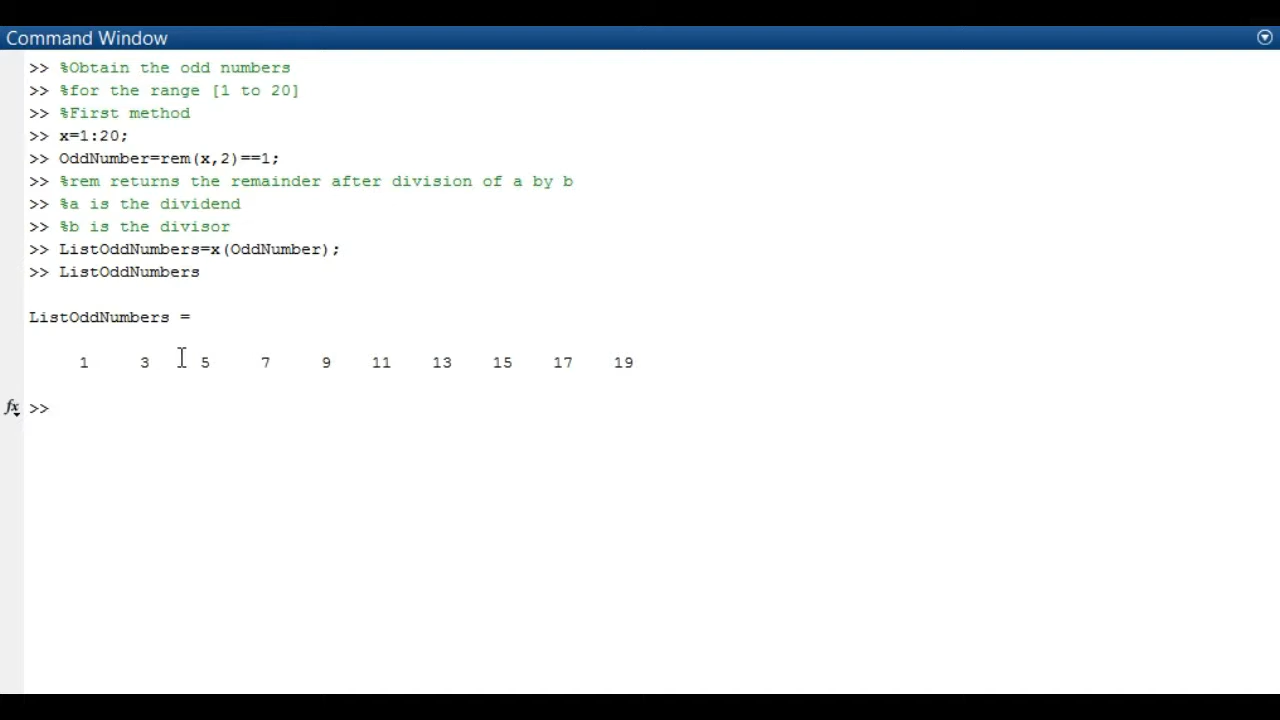 Command Window
>> %Obtain the odd numbers
>> %for the range [1 to 20]
>> %First method
>> x=1:20;
>> OddNumber=rem(x,2)==1;
>> %rem returns the remainder after division of a by b
>> %a is the dividend
>> %b is the divisor
>> ListOddNumbers=x(OddNumber);
>> ListOddNumbers
ListOddNumbers =
1 3 5 7 9 11 13 15 17 19
fx >>